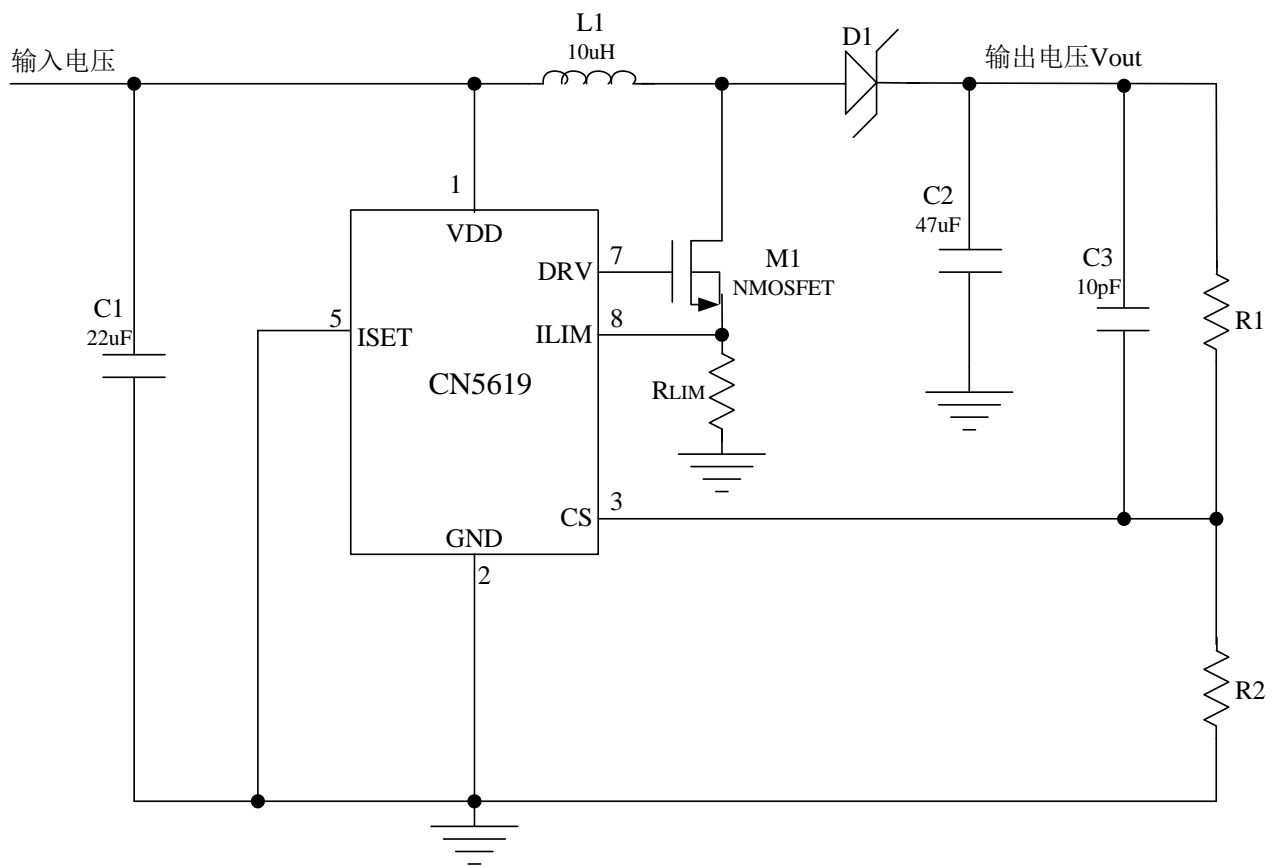 L1
10uH
D1
输入电压
输出电压Vout
1
VDD
C2
47uF
7
DRV
M1
NMOSFET
C3
10pF
C1
22uF
5
ISET
8
ILIM
R1
CN5619
RLIM
3
CS
GND
2
R2